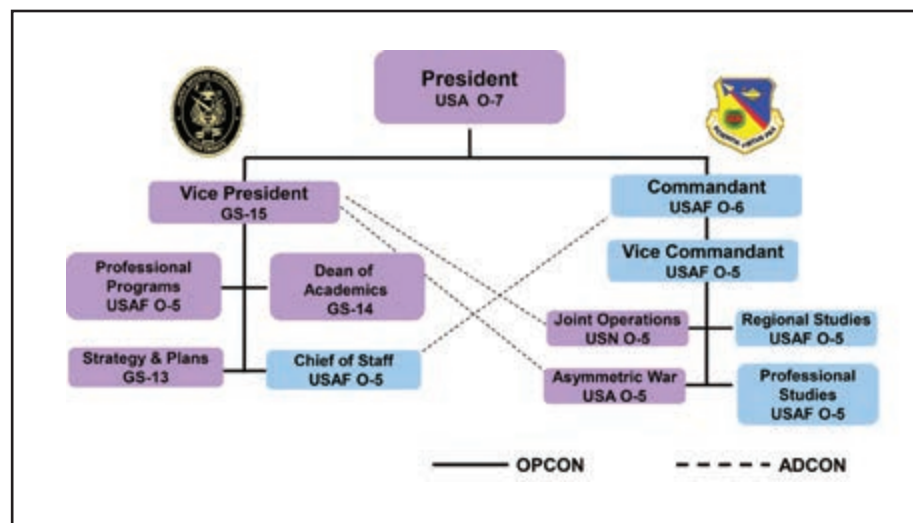 President
USA O-7
Vice President
GS-15
Commandant
USAF O-6
Vice Commandant
USAF O-5
Professional
Programs
USAF O-5
Dean of
Academics
GS-14
Joint Operations
USN O-5
Regional Studies
USAF O-5
Strategy & Plans
GS-13
Chief of Staff
USAF O-5
Asymmetric War
USA O-5
Professional
Studies
USAF O-5
OPCON
ADCON